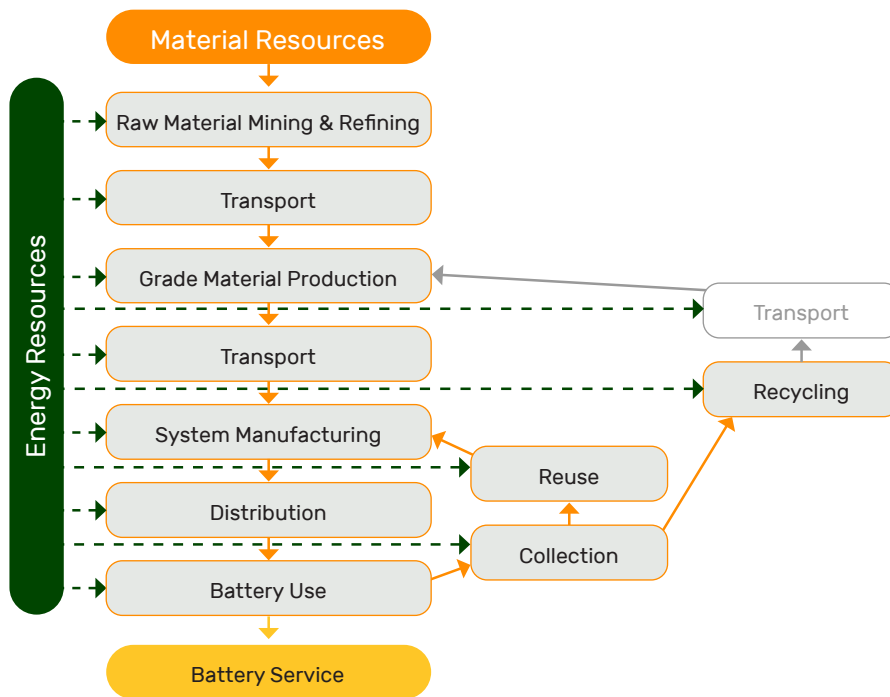 Material Resources
Energy Resources
Raw Material Mining & Refining
Transport
Grade Material Production
Transport
Transport
Recycling
System Manufacturing
Reuse
Distribution
Collection
Battery Use
Battery Service